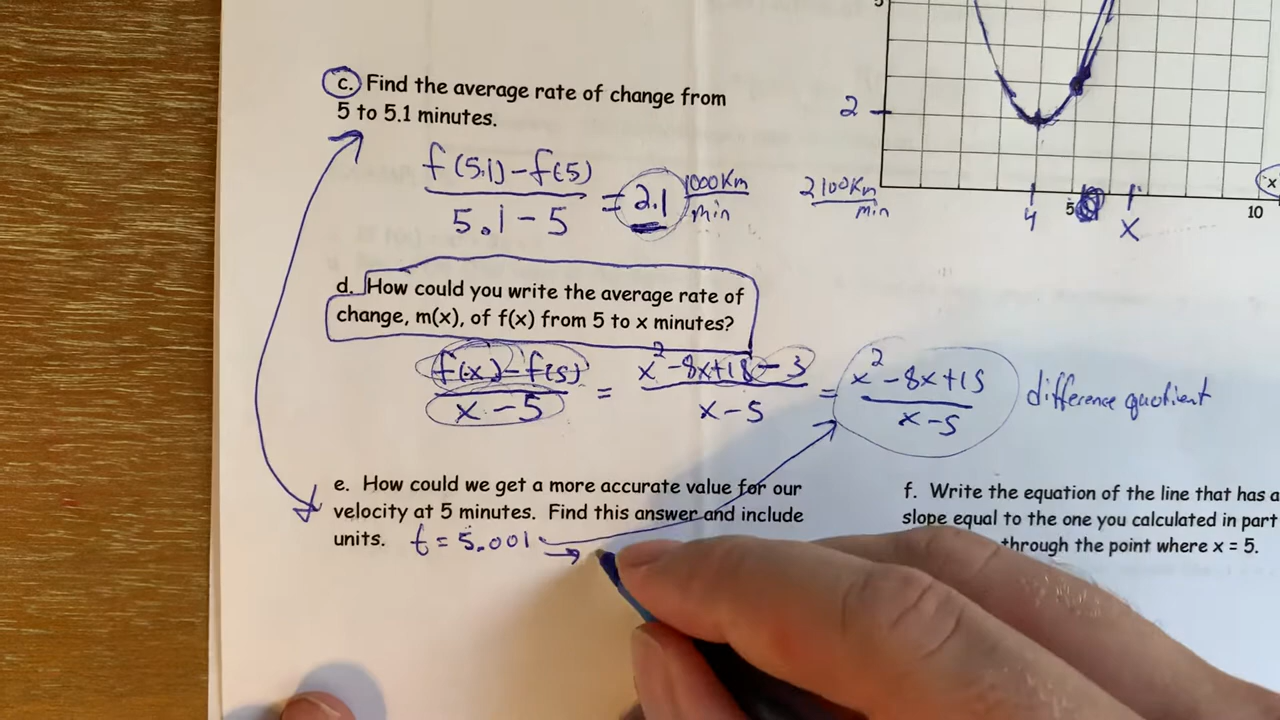 5
c. Find the average rate of change from
5 to 5.1 minutes.
f(5.1)-f(5)
5.1-5
= 2.1
1000Km
min
2100Km
min
2
4
5
x
10
x
d. How could you write the average rate of
change, m(x), of f(x) from 5 to x minutes?
f(x)-f(5)
x-5
=
x²-8x+18-3
x-5
=
x²-8x+15
x-5
difference quotient
e. How could we get a more accurate value for our
velocity at 5 minutes. Find this answer and include
units. t = 5.001
f. Write the equation of the line that has a
slope equal to the one you calculated in part
through the point where x = 5.